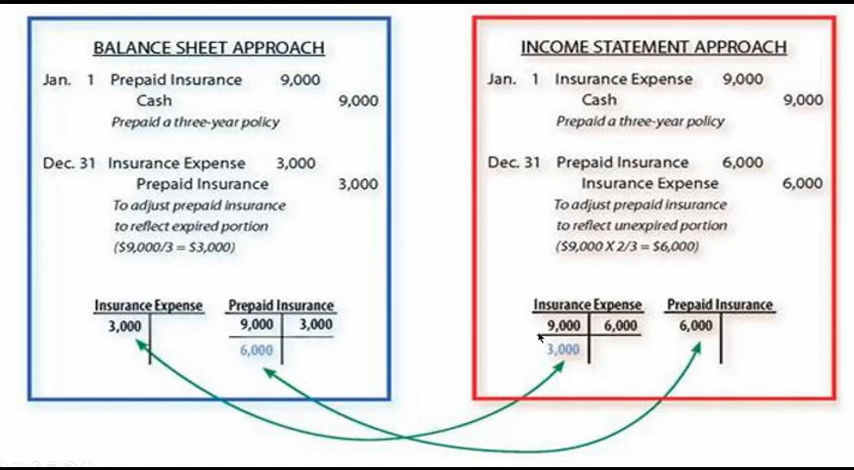 BALANCE SHEET APPROACH
Jan. 1 Prepaid Insurance 9,000
Cash 9,000
Prepaid a three-year policy
Dec. 31 Insurance Expense 3,000
Prepaid Insurance 3,000
To adjust prepaid insurance
to reflect expired portion
($9,000/3 = $3,000)
Insurance Expense Prepaid Insurance
3,000 9,000 3,000
6,000
INCOME STATEMENT APPROACH
Jan. 1 Insurance Expense 9,000
Cash 9,000
Prepaid a three-year policy
Dec. 31 Prepaid Insurance 6,000
Insurance Expense 6,000
To adjust prepaid insurance
to reflect unexpired portion
($9,000 X 2/3 = $6,000)
Insurance Expense Prepaid Insurance
9,000 6,000 6,000
3,000